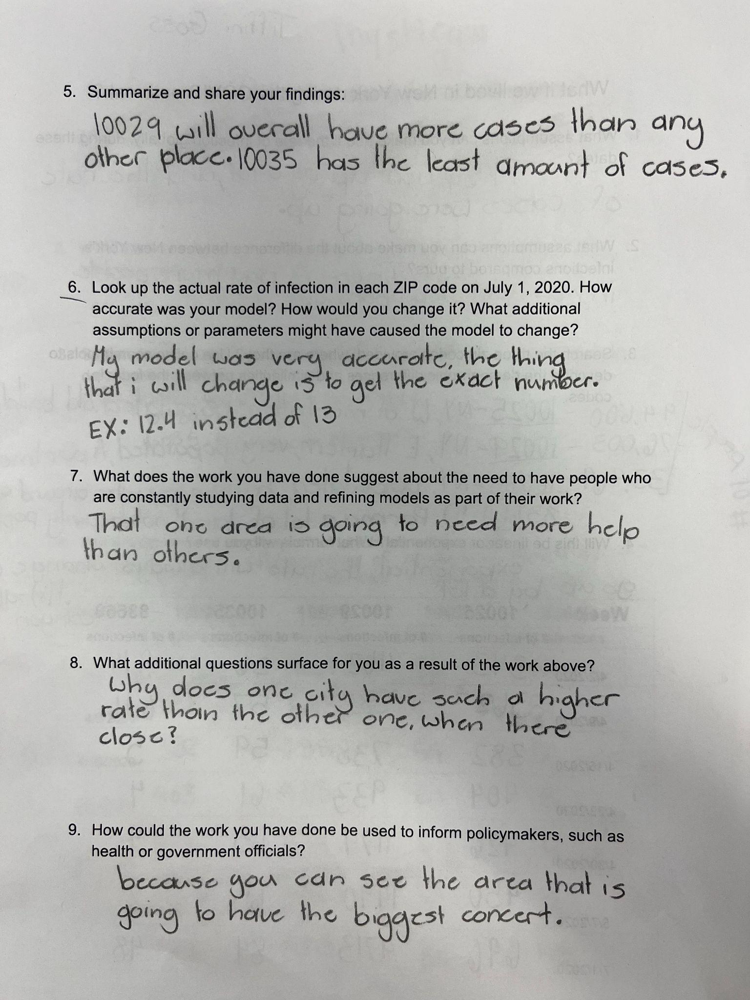 5. Summarize and share your findings:
10029 will overall have more cases than any
other place. 10035 has the least amount of cases.
6. Look up the actual rate of infection in each ZIP code on July 1, 2020. How
accurate was your model? How would you change it? What additional
assumptions or parameters might have caused the model to change?
My model was very accurate, the thing
that i will change is to get the exact number.
EX: 12.4 instead of 13
7. What does the work you have done suggest about the need to have people who
are constantly studying data and refining models as part of their work?
That one area is going to need more help
than others.
8. What additional questions surface for you as a result of the work above?
Why does one city have such a higher
rate than the other one, when there
close?
9. How could the work you have done be used to inform policymakers, such as
health or government officials?
because you can see the area that is
going to have the biggest concert.